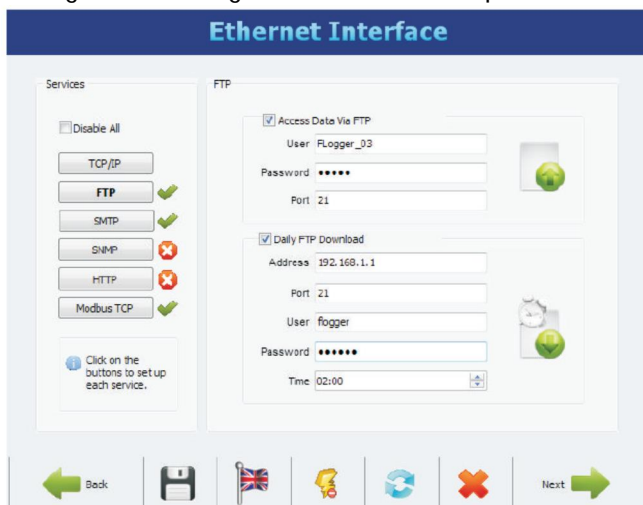 Ethernet Interface
Services
Disable All
TCP/IP
FTP
SMTP
SNMP
HTTP
Modbus TCP
Click on the
buttons to set up
each service.
FTP
Access Data Via FTP
User FLogger_03
Password •••••
Port 21
Daily FTP Download
Address 192.168.1.1
Port 21
User flogger
Password ••••••
Time 02:00
Back
Next